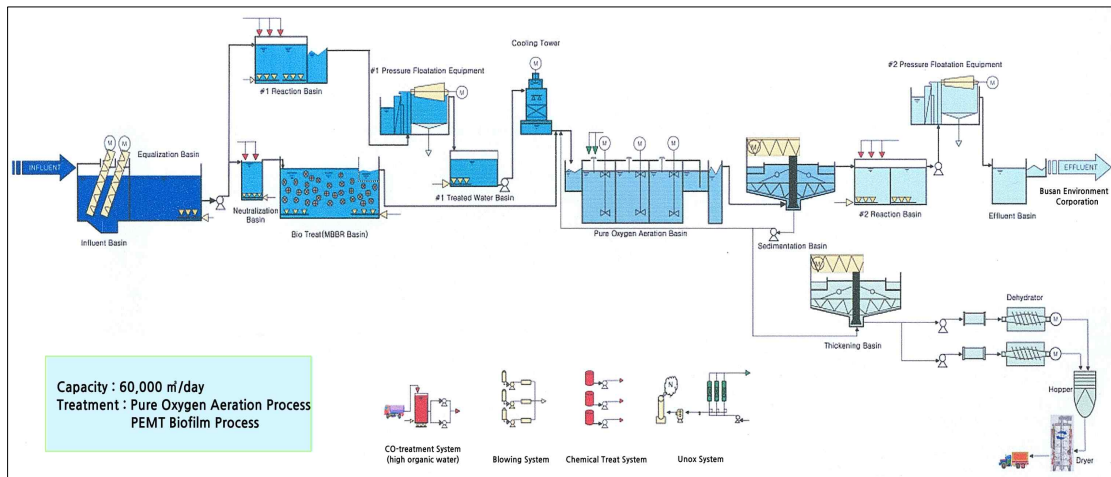 Cooling Tower
M
#2 Pressure Floatation Equipment
M
#1 Reaction Basin
#1 Pressure Floatation Equipment
M
M M
Equalization Basin
INFLUENT
M M M
M
EFFLUENT
Busan Environment
Corporation
Neutralization
Basin
#1 Treated Water Basin
#2 Reaction Basin
Effluent Basin
Influent Basin
Bio Treat(MBBR Basin)
Pure Oxygen Aeration Basin
Sedimentation Basin
M
Dehydrator
M
Thickening Basin
M
Capacity : 60,000 ㎥/day
Treatment : Pure Oxygen Aeration Process
PEMT Biofilm Process
N
Hopper
CO-treatment System
(high organic water)
Blowing System
Chemical Treat System
Unox System
Dryer